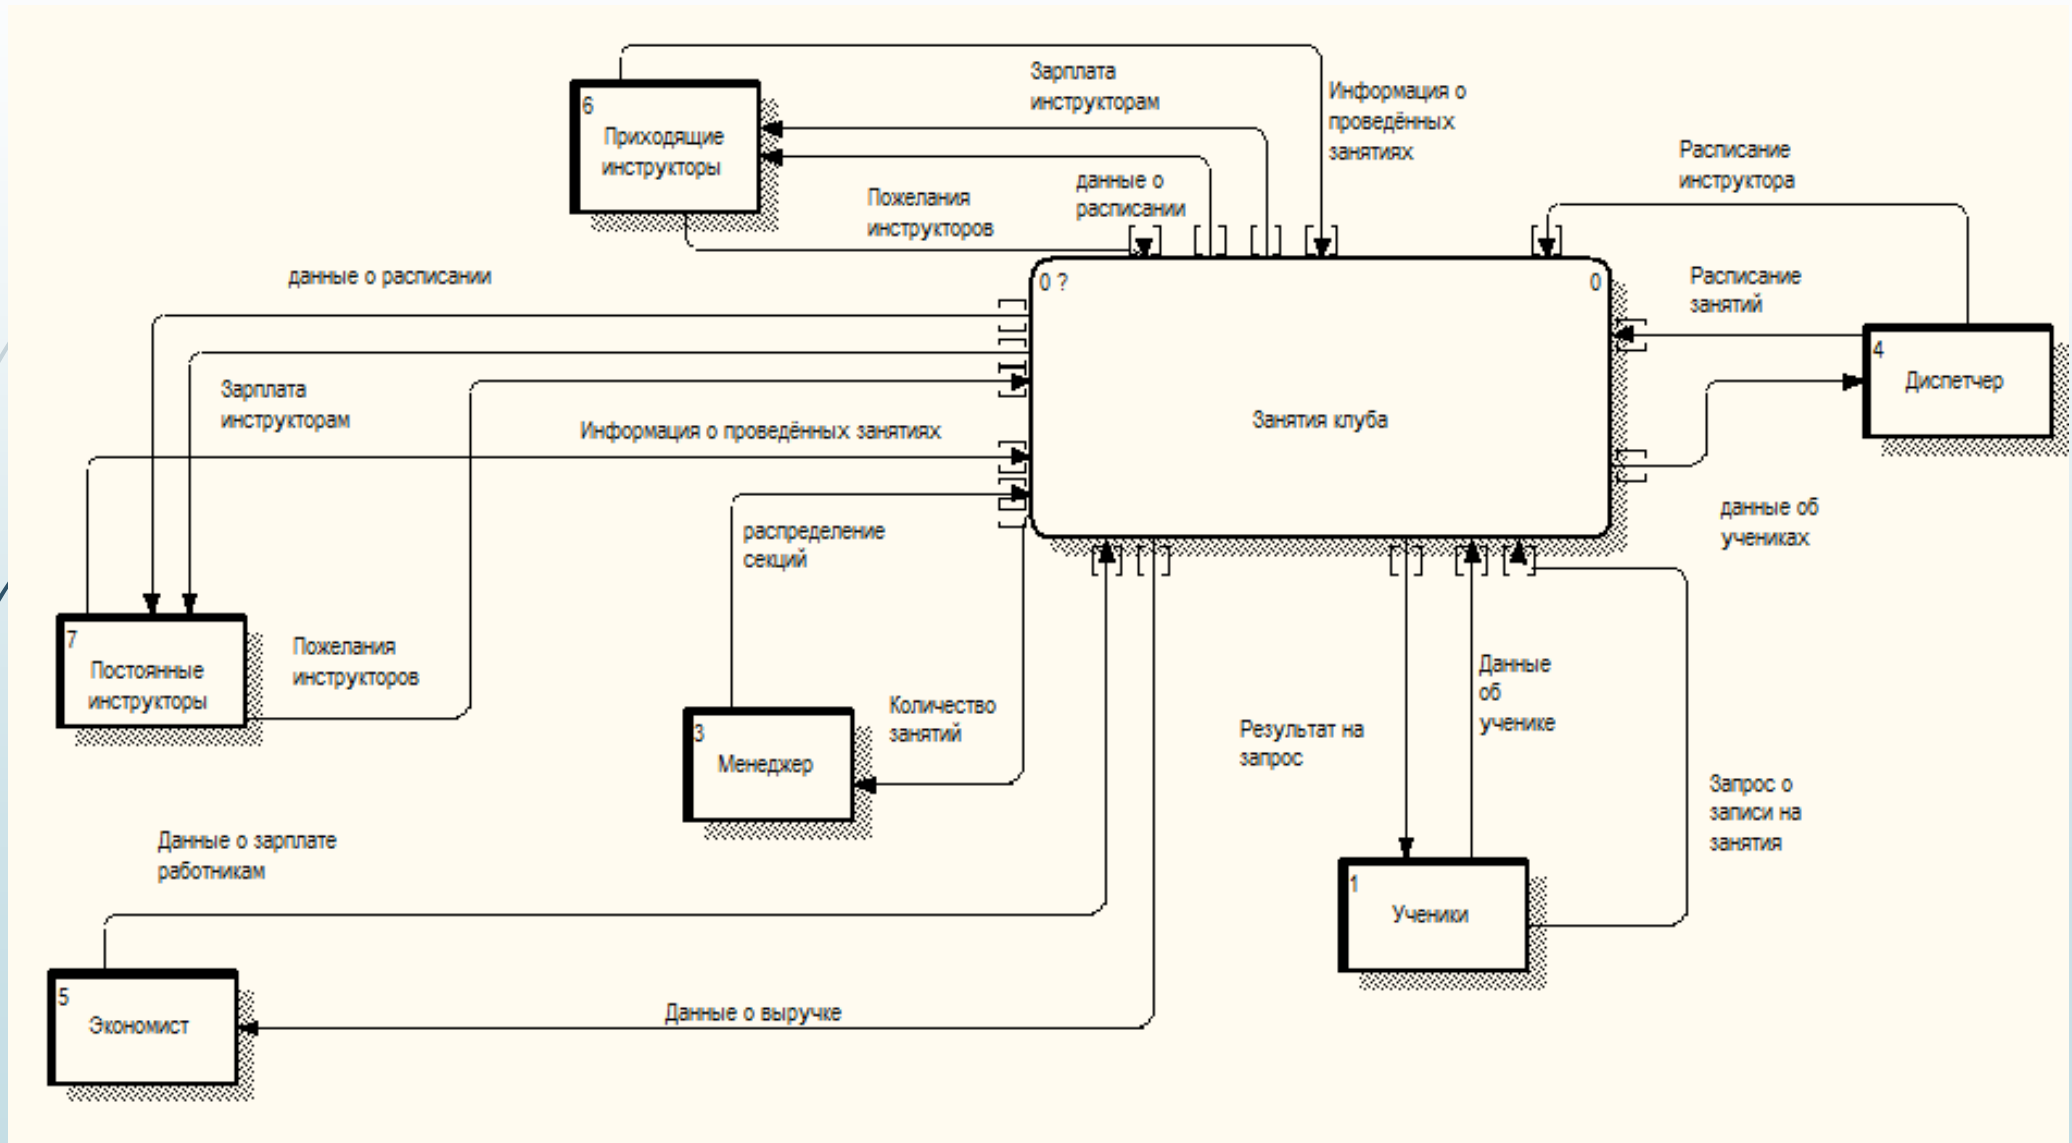 Зарплата
инструкторам
Информация о
проведённых
занятиях
6
Приходящие
инструкторы
Расписание
инструктора
данные о
расписании
Пожелания
инструкторов
данные о расписании
0 ?
0
Расписание
занятий
4
Диспетчер
Зарплата
инструкторам
Занятия клуба
Информация о проведённых занятиях
данные об
учениках
распределение
секций
7
Постоянные
инструкторы
Пожелания
инструкторов
Данные
об
ученике
Количество
занятий
3
Менеджер
Результат на
запрос
Запрос о
записи на
занятия
Данные о зарплате
работникам
1
Ученики
5
Экономист
Данные о выручке